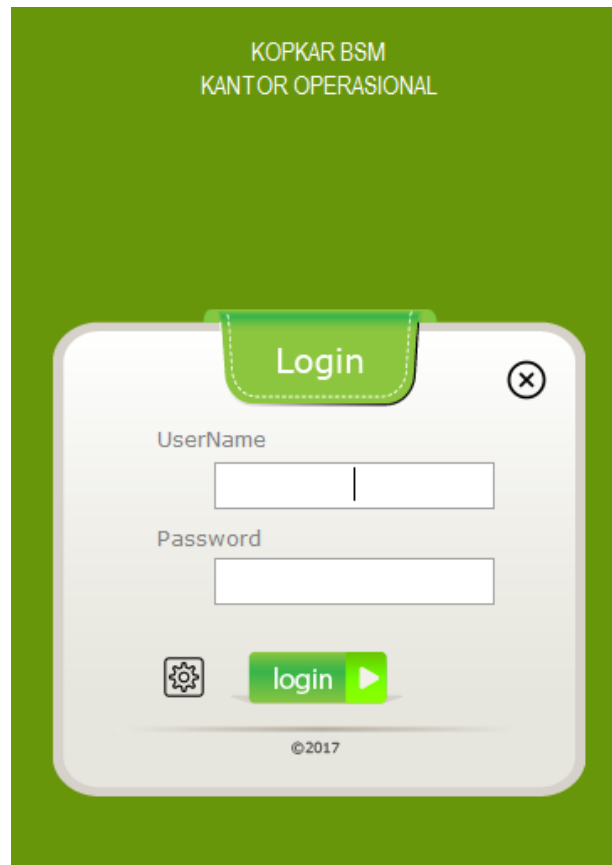 KOPKAR BSM
KANTOR OPERASIONAL
Login
UserName
Password
login
©2017